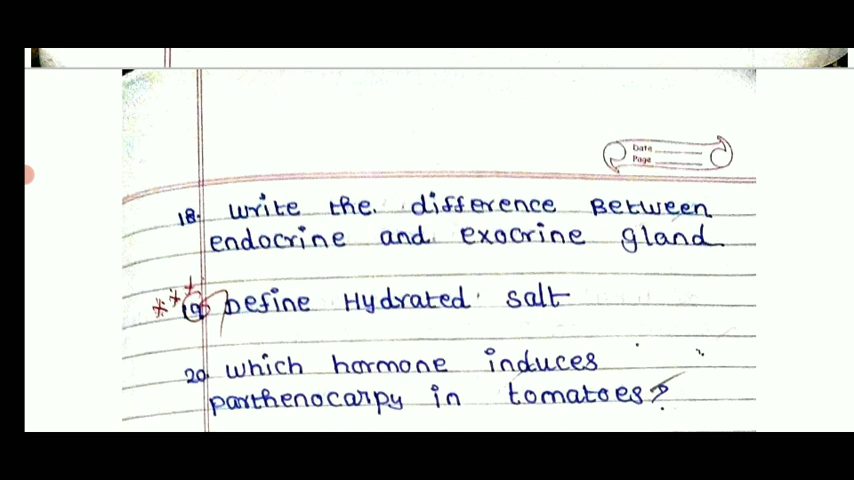 Date
Page
18. Write the difference Between
endocrine and exocrine gland
19 Define Hydrated salt
20 which hormone induces
parthenocarpy in tomatoes?